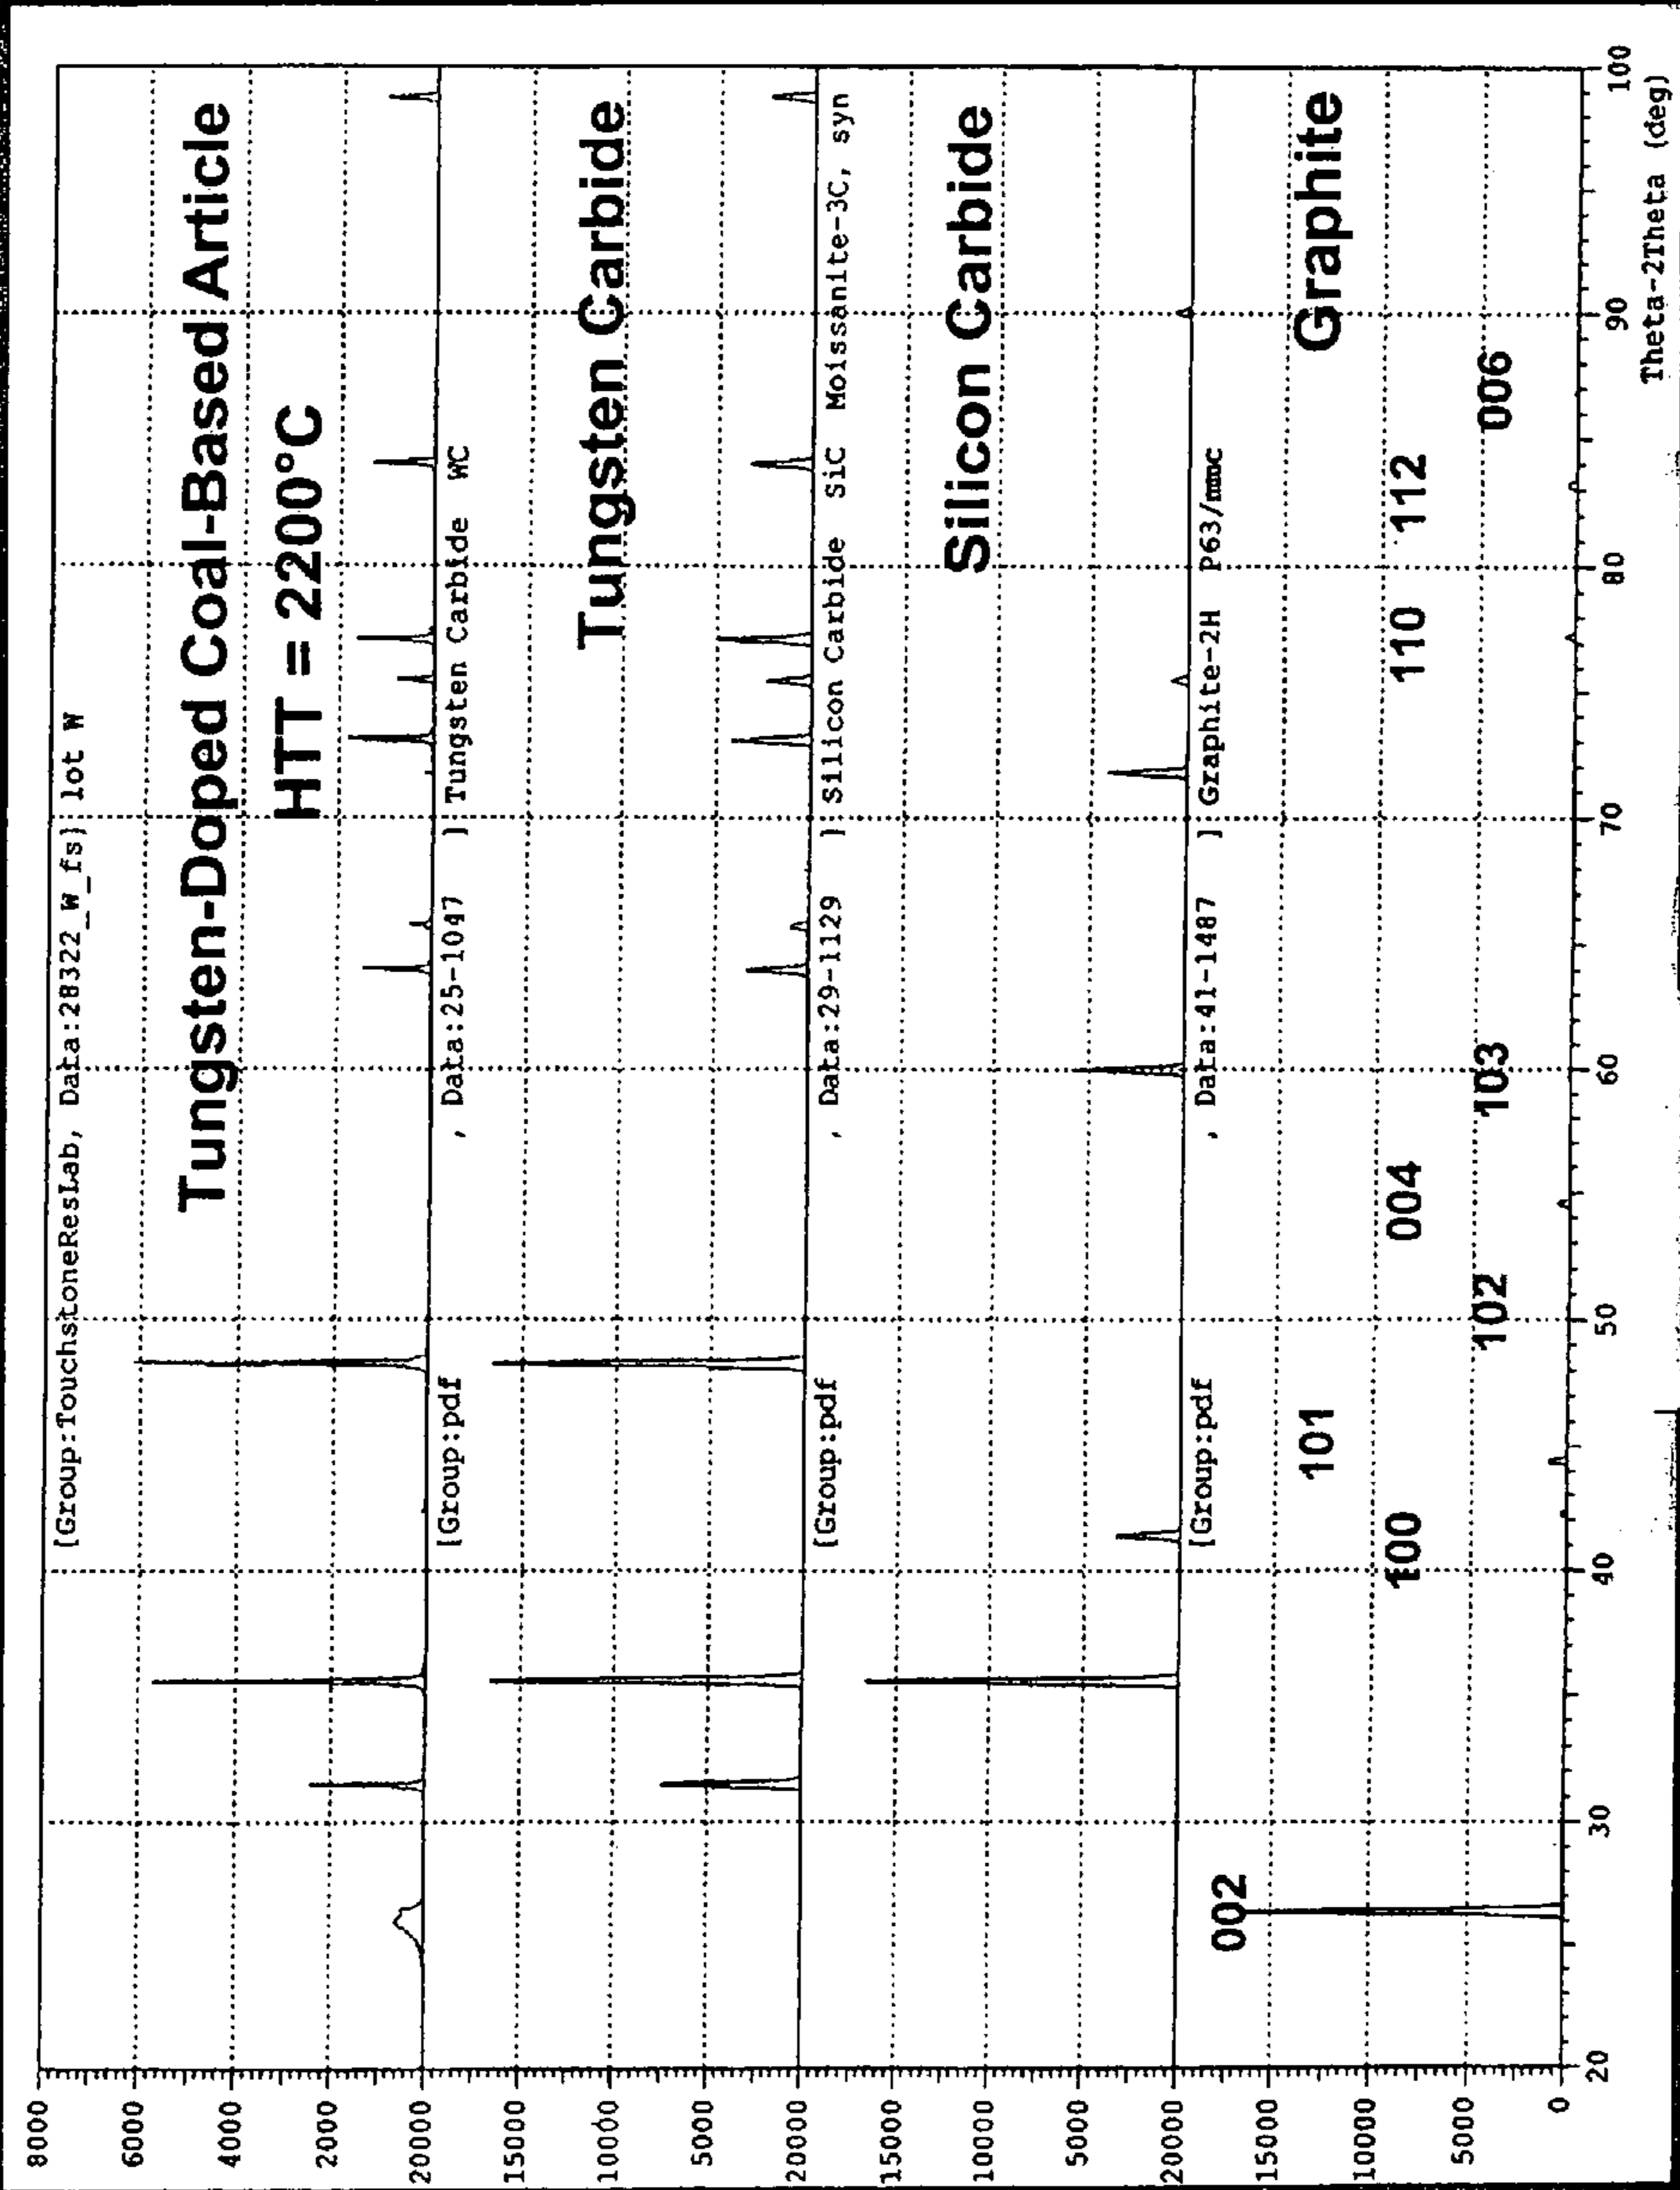 [Group:TouchstoneResLab, Data:28322_W_fs] lot W
Tungsten-Doped Coal-Based Article
HTT = 2200°C
8000
6000
4000
2000
[Group:pdf , Data:25-1047 ] Tungsten Carbide WC
Tungsten Carbide
20000
15000
10000
5000
[Group:pdf , Data:29-1129 ] Silicon Carbide SiC Moissanite-3C, syn
Silicon Carbide
20000
15000
10000
5000
[Group:pdf , Data:41-1487 ] Graphite-2H P63/mmc
Graphite
20000
15000
10000
5000
0
002
100
101
102
004
103
110
112
006
20 30 40 50 60 70 80 90 100
Theta-2Theta (deg)